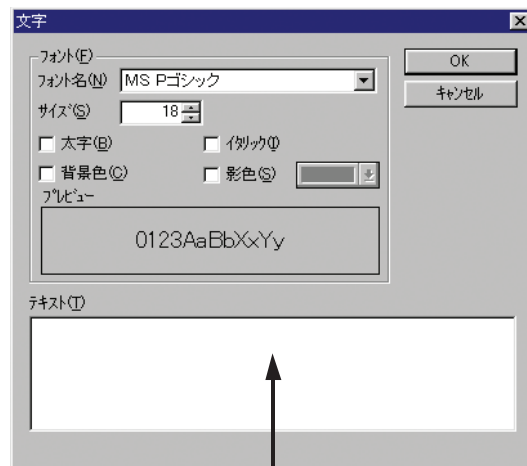 文字
フォント(F)
フォント名(N) MS Pゴシック
サイズ(S) 18
太字(B) イタリック(I)
背景色(C) 影色(S)
プレビュー
0123AaBbXxYy
テキスト(T)
OK
キャンセル